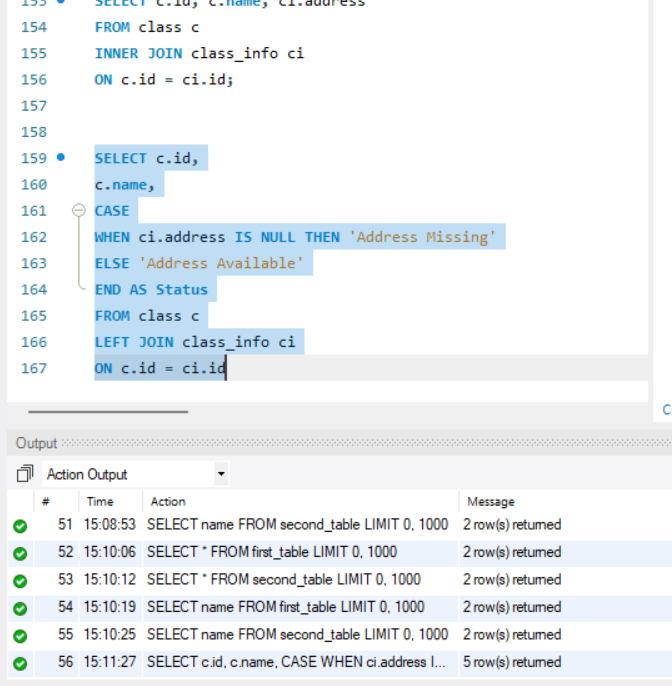 153 SELECT c.id, c.name, ci.address
154 FROM class c
155 INNER JOIN class_info ci
156 ON c.id = ci.id;
157
158
159 SELECT c.id,
160 c.name,
161 CASE
162 WHEN ci.address IS NULL THEN 'Address Missing'
163 ELSE 'Address Available'
164 END AS Status
165 FROM class c
166 LEFT JOIN class_info ci
167 ON c.id = ci.id
C
Output
Action Output
# Time Action Message
51 15:08:53 SELECT name FROM second_table LIMIT 0, 1000 2 row(s) returned
52 15:10:06 SELECT * FROM first_table LIMIT 0, 1000 2 row(s) returned
53 15:10:12 SELECT * FROM second_table LIMIT 0, 1000 2 row(s) returned
54 15:10:19 SELECT name FROM first_table LIMIT 0, 1000 2 row(s) returned
55 15:10:25 SELECT name FROM second_table LIMIT 0, 1000 2 row(s) returned
56 15:11:27 SELECT c.id, c.name, CASE WHEN ci.address I... 5 row(s) returned